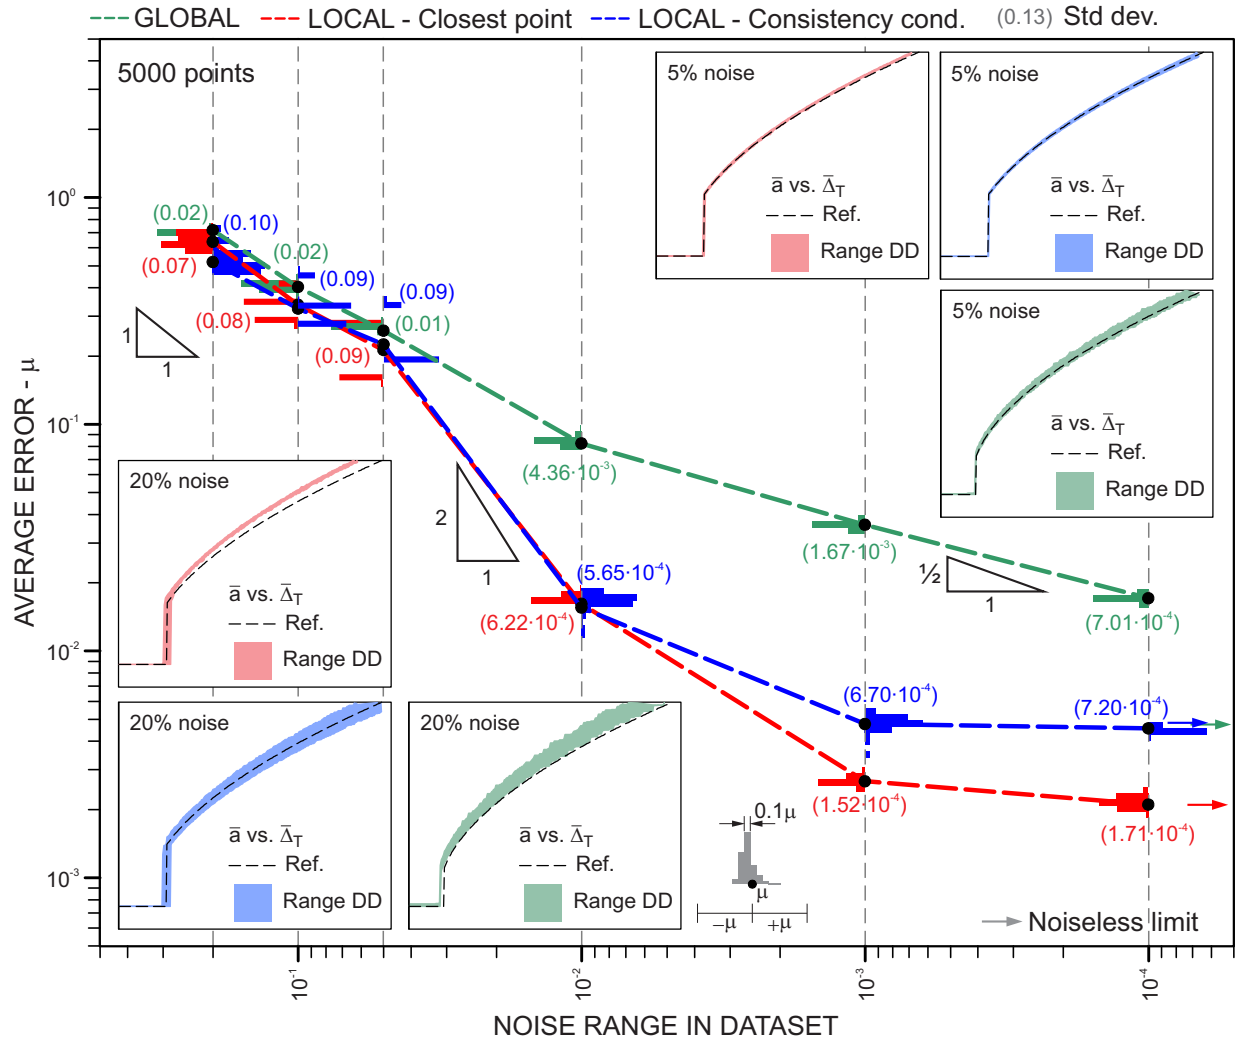 GLOBAL LOCAL - Closest point LOCAL - Consistency cond. (0.13) Std dev.
5000 points
5% noise
a̅ vs. Δ̅_T
Ref.
Range DD
5% noise
a̅ vs. Δ̅_T
Ref.
Range DD
5% noise
a̅ vs. Δ̅_T
Ref.
Range DD
10⁰
10⁻¹
10⁻²
10⁻³
AVERAGE ERROR - μ
(0.02)
(0.10)
(0.07)
(0.02)
(0.09)
(0.08)
(0.09)
(0.01)
(0.09)
1
1
(4.36·10⁻³)
2
1
(5.65·10⁻⁴)
(6.22·10⁻⁴)
(1.67·10⁻³)
½
1
(7.01·10⁻⁴)
(6.70·10⁻⁴)
(7.20·10⁻⁴)
(1.52·10⁻⁴)
(1.71·10⁻⁴)
20% noise
a̅ vs. Δ̅_T
Ref.
Range DD
20% noise
a̅ vs. Δ̅_T
Ref.
Range DD
20% noise
a̅ vs. Δ̅_T
Ref.
Range DD
0.1μ
μ
−μ +μ
Noiseless limit
10⁻¹ 10⁻² 10⁻³ 10⁻⁴
NOISE RANGE IN DATASET